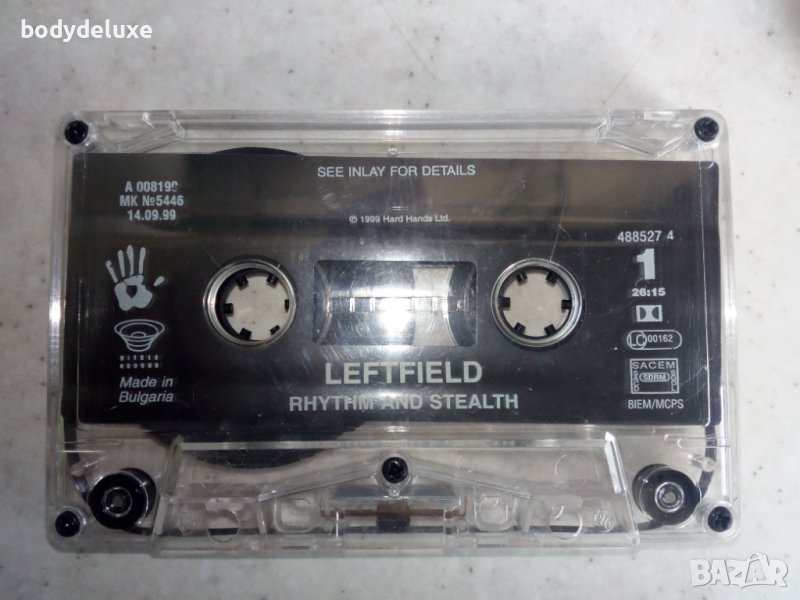 bodydeluxe
SEE INLAY FOR DETAILS
A 008199
MK №5446
14.09.99
℗ 1999 Hard Hands Ltd.
488527 4
1
26:15
LC 00162
SACEM
SDRM
BIEM/MCPS
Made in
Bulgaria
LEFTFIELD
RHYTHM AND STEALTH
BAZAR